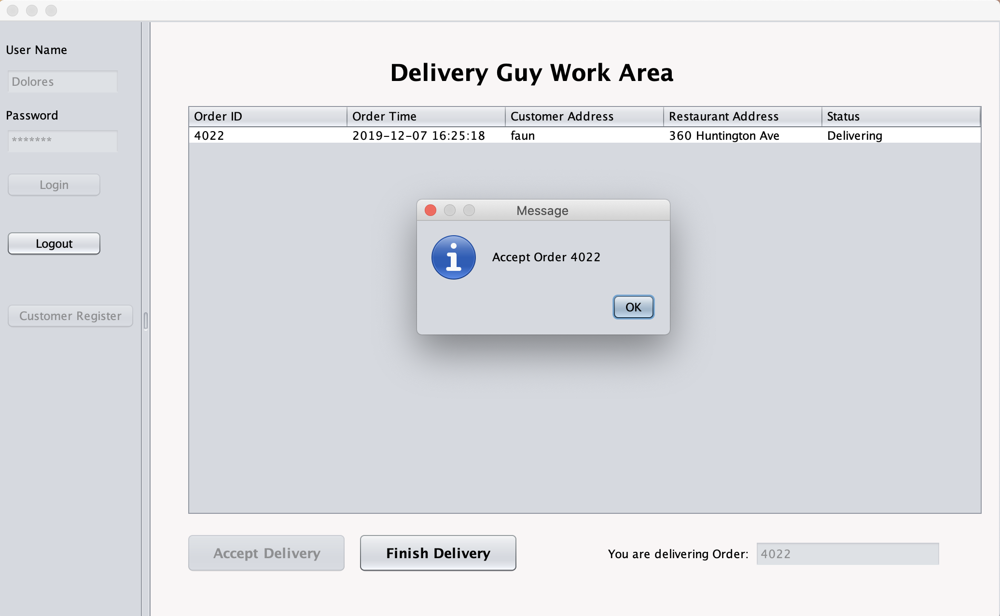 User Name
Dolores
Password
*******
Login
Logout
Customer Register
Delivery Guy Work Area
Order ID Order Time Customer Address Restaurant Address Status
4022 2019-12-07 16:25:18 faun 360 Huntington Ave Delivering
Message
Accept Order 4022
OK
Accept Delivery Finish Delivery You are delivering Order: 4022